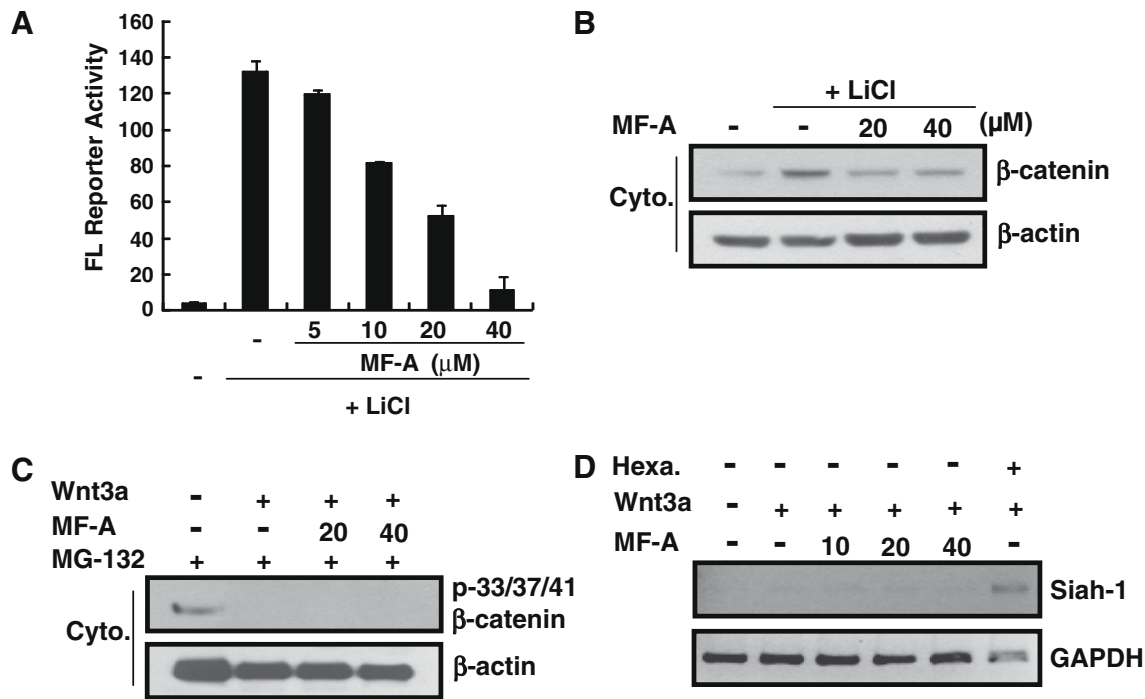 A
FL Reporter Activity
160
140
120
100
80
60
40
20
0
- 5 10 20 40
MF-A (μM)
-
+ LiCl
B
+ LiCl
MF-A - - 20 40 (μM)
Cyto.
β-catenin
β-actin
C
Wnt3a - + + +
MF-A - - 20 40
MG-132 + + + +
Cyto.
p-33/37/41
β-catenin
β-actin
D
Hexa. - - - - - +
Wnt3a - + + + + +
MF-A - - 10 20 40 -
Siah-1
GAPDH